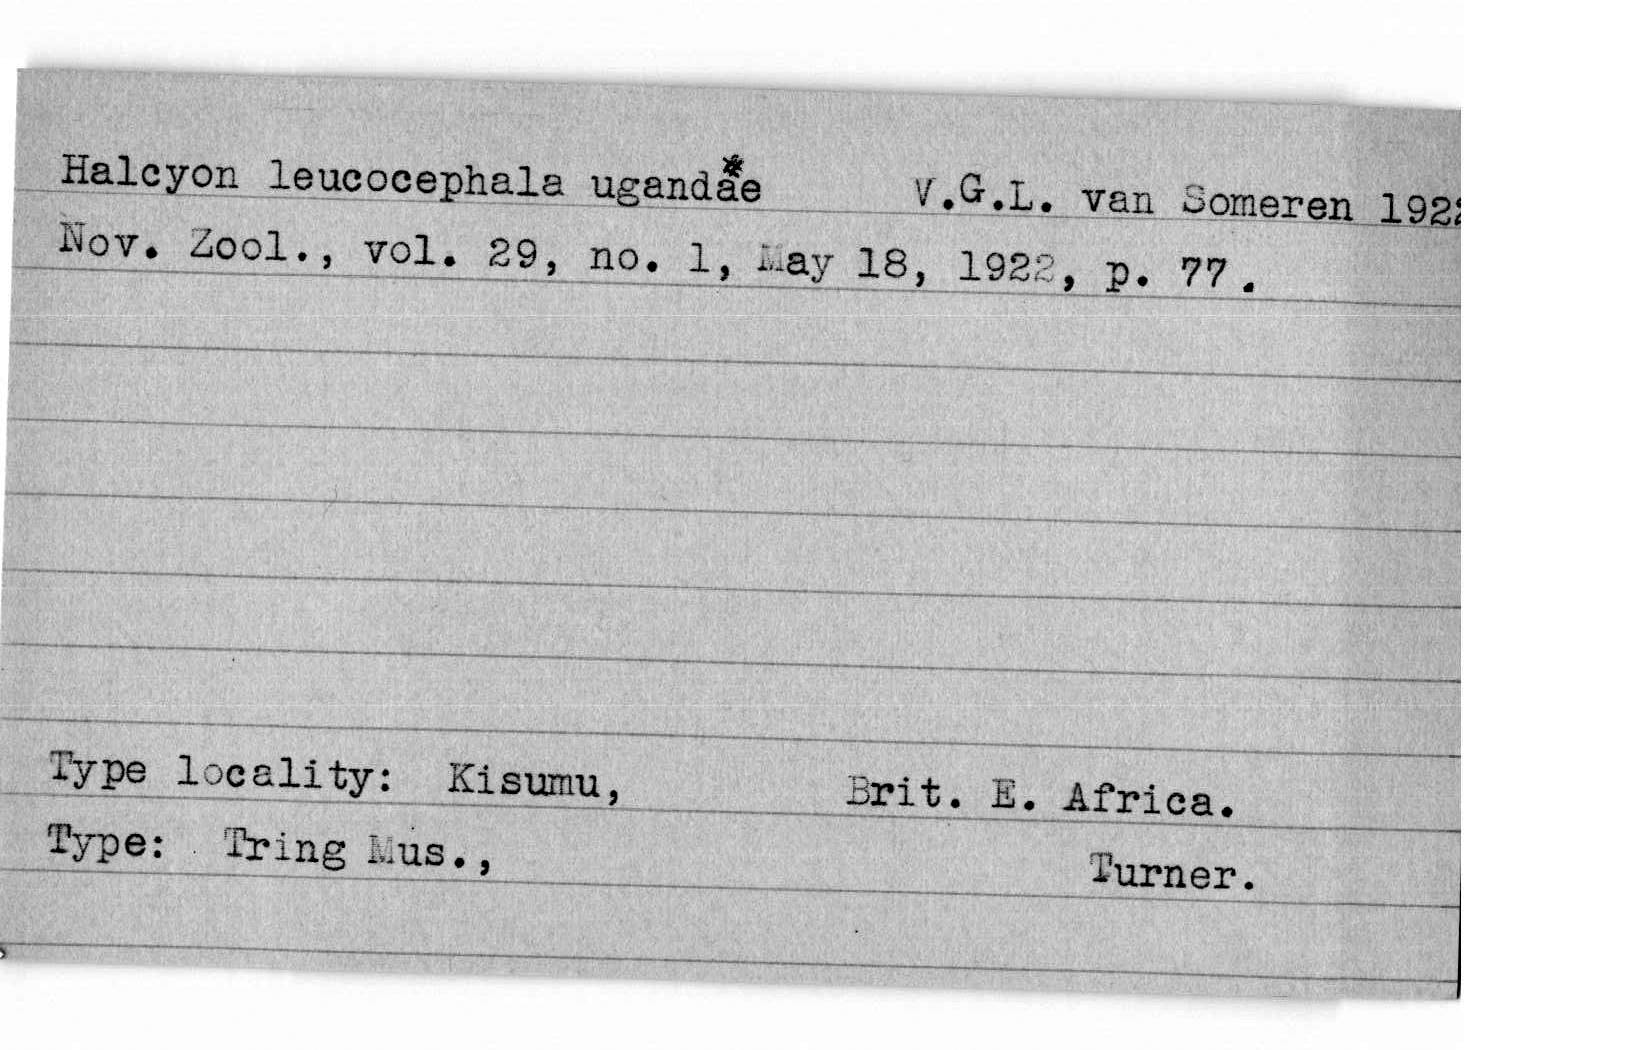 Halcyon leucocephala ugandae V.G.L. van Someren 1922
Nov. Zool., vol. 29, no. 1, May 18, 1922, p. 77.
Type locality: Kisumu, Brit. E. Africa.
Type: Tring Mus., Turner.